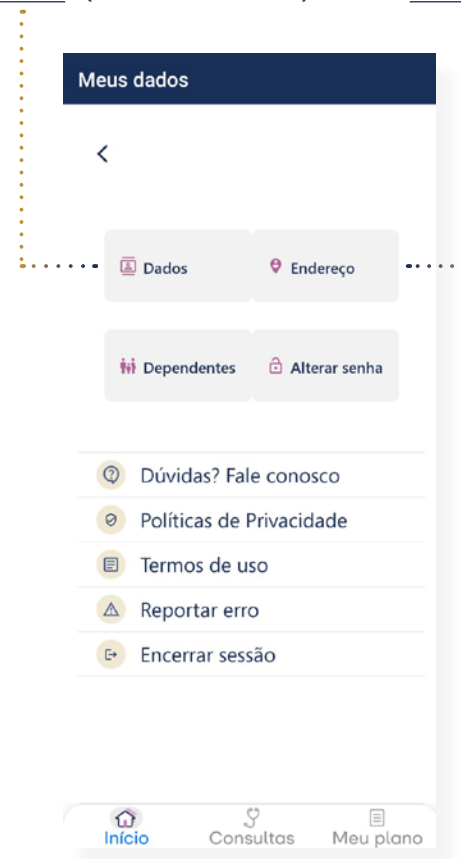 Meus dados
Dados
Endereço
Dependentes
Alterar senha
Dúvidas? Fale conosco
Políticas de Privacidade
Termos de uso
Reportar erro
Encerrar sessão
Início
Consultas
Meu plano